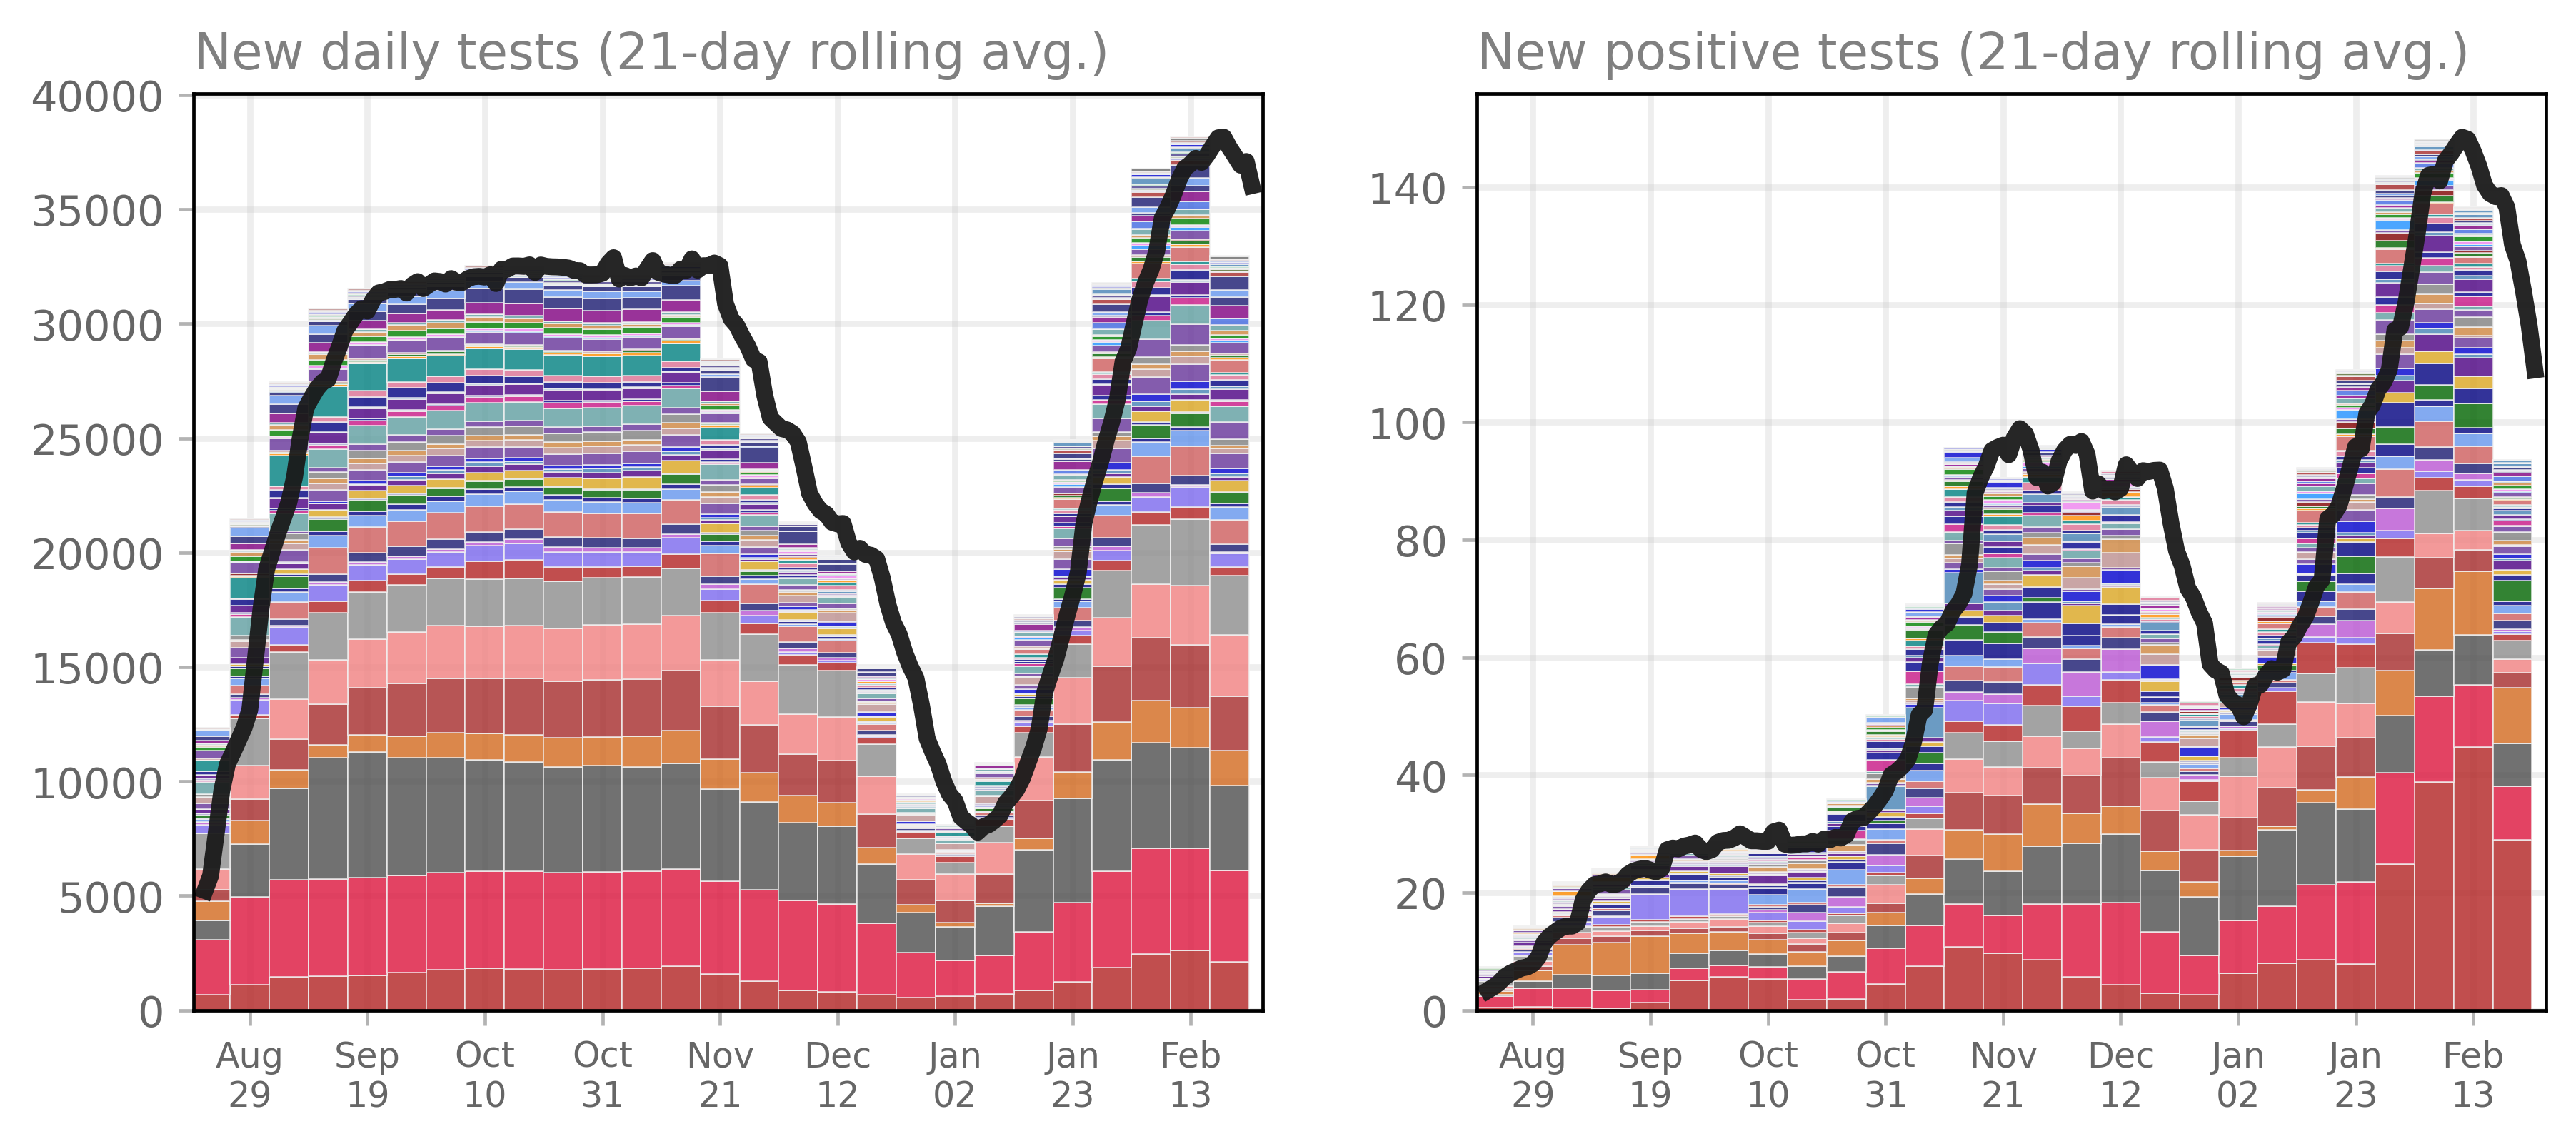 New daily tests (21-day rolling avg.)
40000
35000
30000
25000
20000
15000
10000
5000
0
Aug
29
Sep
19
Oct
10
Oct
31
Nov
21
Dec
12
Jan
02
Jan
23
Feb
13
New positive tests (21-day rolling avg.)
140
120
100
80
60
40
20
0
Aug
29
Sep
19
Oct
10
Oct
31
Nov
21
Dec
12
Jan
02
Jan
23
Feb
13